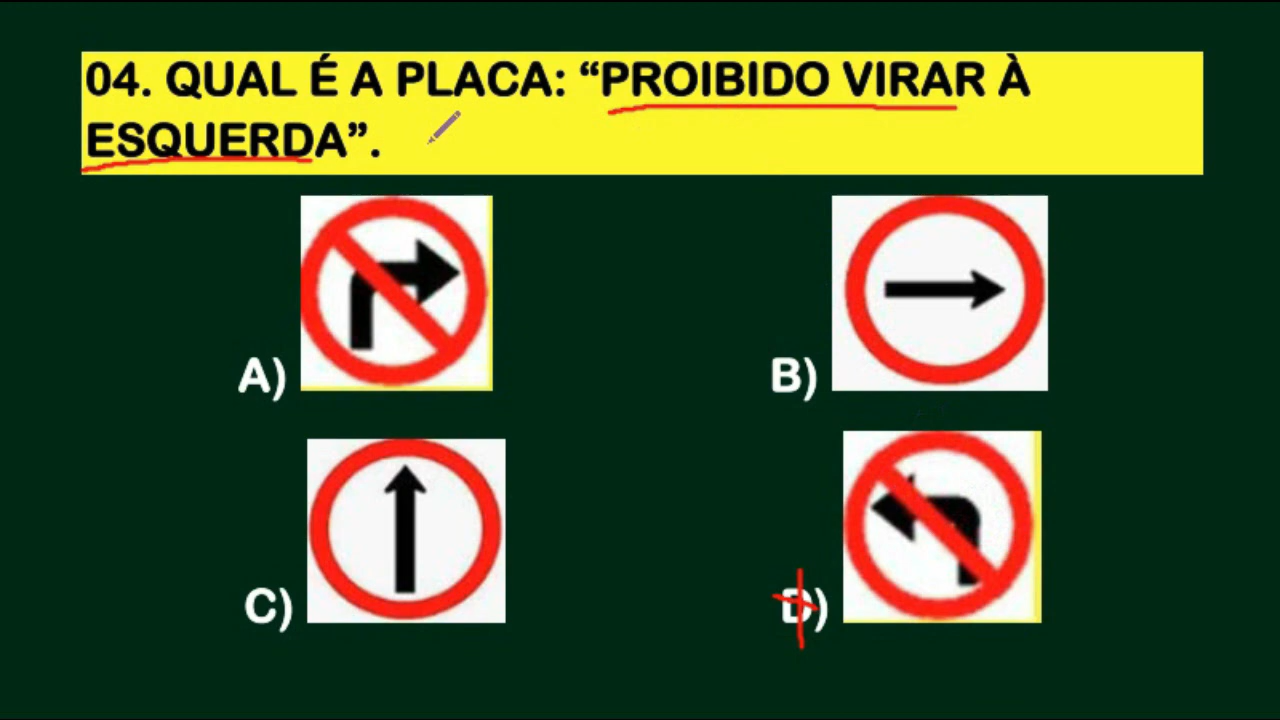 04. QUAL É A PLACA: “PROIBIDO VIRAR À
ESQUERDA”.
A)
B)
C)
D)